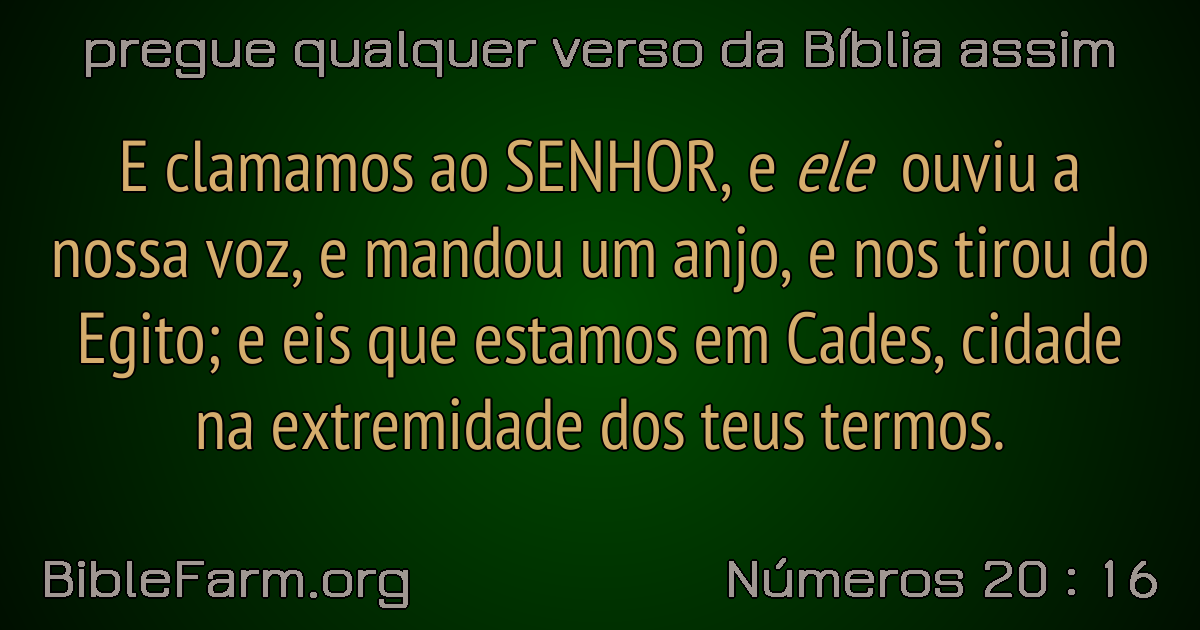 pregue qualquer verso da Bíblia assim
E clamamos ao SENHOR, e ele ouviu a
nossa voz, e mandou um anjo, e nos tirou do
Egito; e eis que estamos em Cades, cidade
na extremidade dos teus termos.
BibleFarm.org
Números 20 : 16